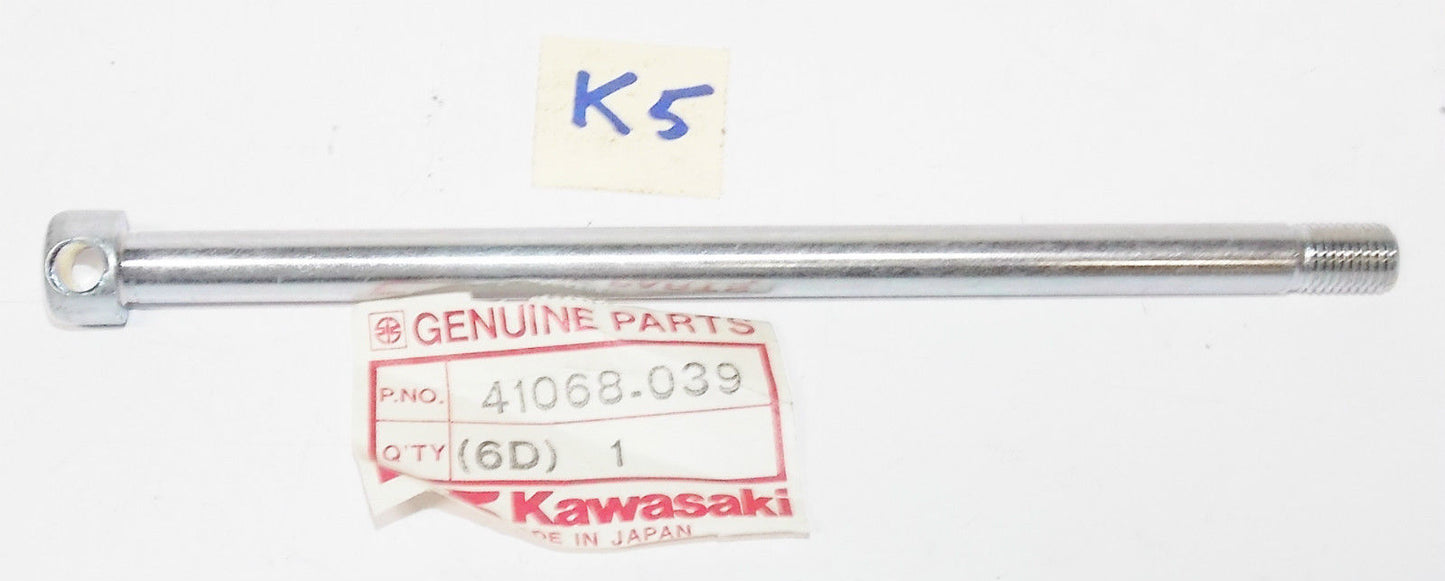 K5
GENUINE PARTS
P.NO. 41068-039
Q'TY (6D) 1
Kawasaki
DE IN JAPAN